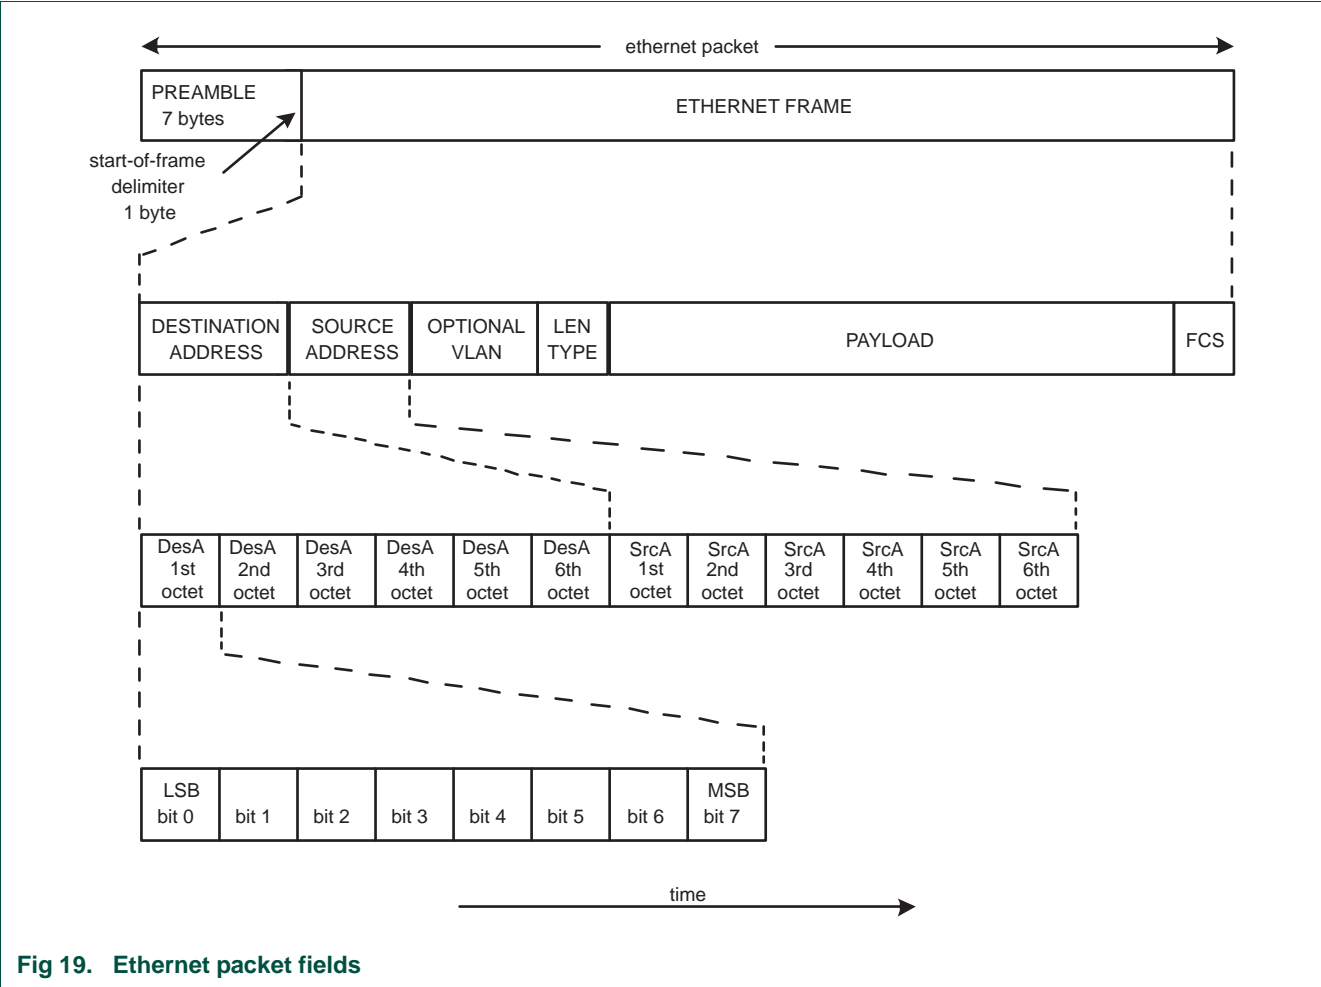 ethernet packet
PREAMBLE
7 bytes
ETHERNET FRAME
start-of-frame
delimiter
1 byte
DESTINATION
ADDRESS
SOURCE
ADDRESS
OPTIONAL
VLAN
LEN
TYPE
PAYLOAD
FCS
DesA
1st
octet
DesA
2nd
octet
DesA
3rd
octet
DesA
4th
octet
DesA
5th
octet
DesA
6th
octet
SrcA
1st
octet
SrcA
2nd
octet
SrcA
3rd
octet
SrcA
4th
octet
SrcA
5th
octet
SrcA
6th
octet
LSB
bit 0
bit 1
bit 2
bit 3
bit 4
bit 5
bit 6
MSB
bit 7
time
Fig 19. Ethernet packet fields